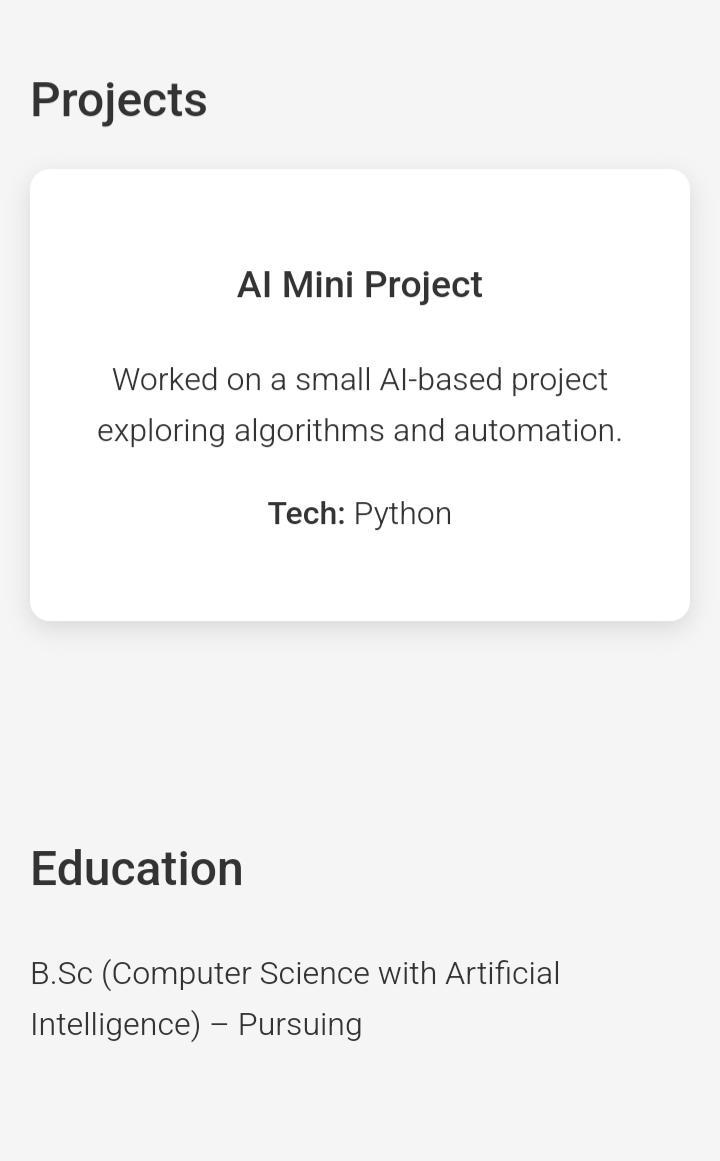 Projects
AI Mini Project
Worked on a small AI-based project
exploring algorithms and automation.
Tech: Python
Education
B.Sc (Computer Science with Artificial
Intelligence) – Pursuing